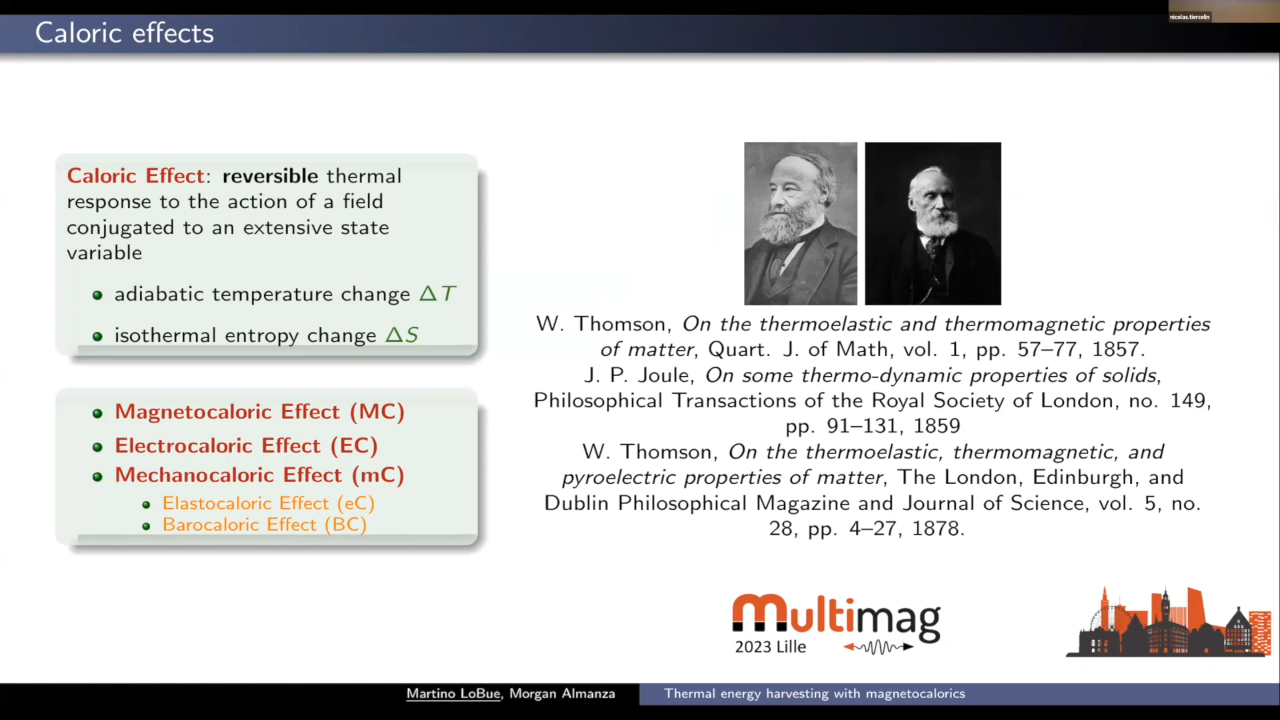 nicolas.tiercelin
Caloric effects
Caloric Effect: reversible thermal
response to the action of a field
conjugated to an extensive state
variable
adiabatic temperature change ΔT
isothermal entropy change ΔS
Magnetocaloric Effect (MC)
Electrocaloric Effect (EC)
Mechanocaloric Effect (mC)
Elastocaloric Effect (eC)
Barocaloric Effect (BC)
W. Thomson, On the thermoelastic and thermomagnetic properties
of matter, Quart. J. of Math, vol. 1, pp. 57–77, 1857.
J. P. Joule, On some thermo-dynamic properties of solids,
Philosophical Transactions of the Royal Society of London, no. 149,
pp. 91–131, 1859
W. Thomson, On the thermoelastic, thermomagnetic, and
pyroelectric properties of matter, The London, Edinburgh, and
Dublin Philosophical Magazine and Journal of Science, vol. 5, no.
28, pp. 4–27, 1878.
multimag
2023 Lille
Martino LoBue, Morgan Almanza
Thermal energy harvesting with magnetocalorics